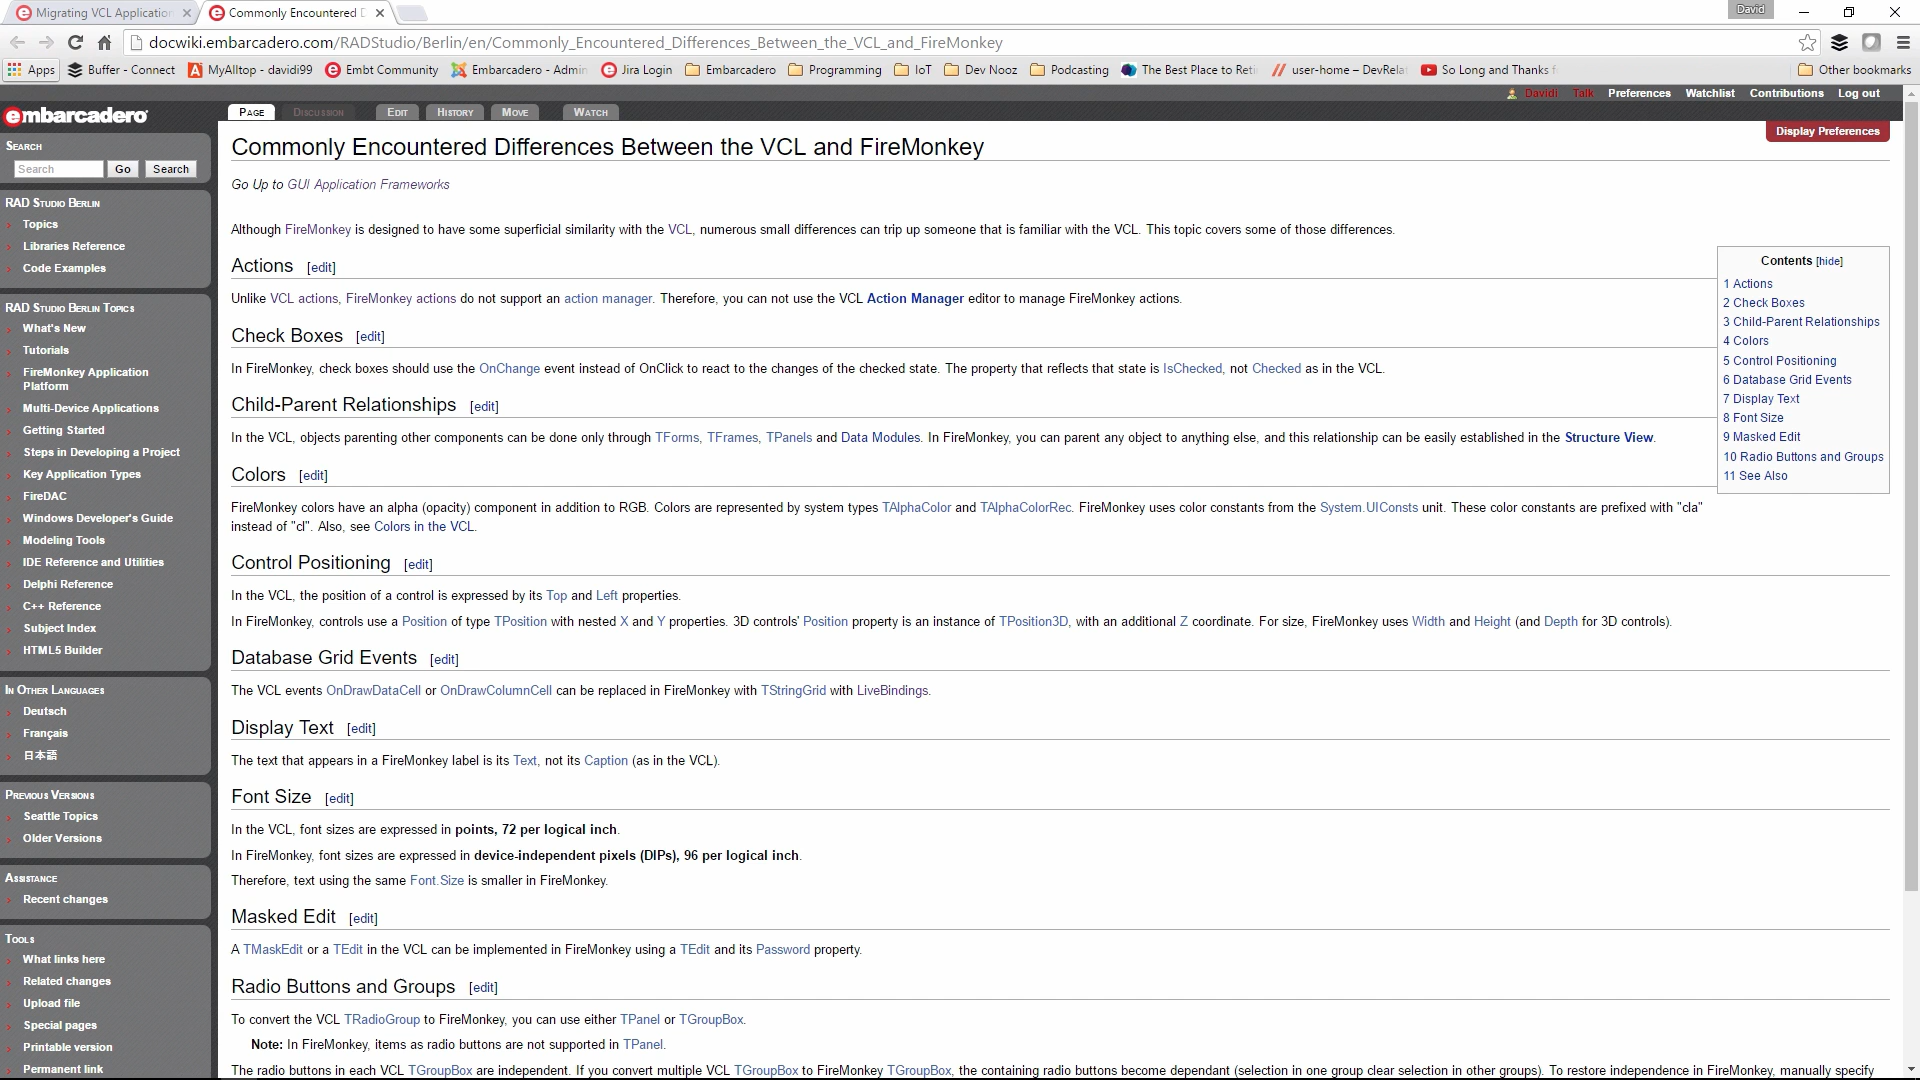 Migrating VCL Application
Commonly Encountered D
David
docwiki.embarcadero.com/RADStudio/Berlin/en/Commonly_Encountered_Differences_Between_the_VCL_and_FireMonkey
Apps
Buffer - Connect
MyAlltop - davidi99
Embt Community
Embarcadero - Admin
Jira Login
Embarcadero
Programming
IoT
Dev Nooz
Podcasting
The Best Place to Reti
user-home – DevRela
So Long and Thanks f
Other bookmarks
Davidi Talk Preferences Watchlist Contributions Log out
embarcadero
PAGE DISCUSSION EDIT HISTORY MOVE WATCH
Display Preferences
SEARCH
Search Go Search
RAD STUDIO BERLIN
Topics
Libraries Reference
Code Examples
RAD STUDIO BERLIN TOPICS
What's New
Tutorials
FireMonkey Application
Platform
Multi-Device Applications
Getting Started
Steps in Developing a Project
Key Application Types
FireDAC
Windows Developer's Guide
Modeling Tools
IDE Reference and Utilities
Delphi Reference
C++ Reference
Subject Index
HTML5 Builder
IN OTHER LANGUAGES
Deutsch
Français
日本語
PREVIOUS VERSIONS
Seattle Topics
Older Versions
ASSISTANCE
Recent changes
TOOLS
What links here
Related changes
Upload file
Special pages
Printable version
Permanent link
Commonly Encountered Differences Between the VCL and FireMonkey
Go Up to GUI Application Frameworks
Although FireMonkey is designed to have some superficial similarity with the VCL, numerous small differences can trip up someone that is familiar with the VCL. This topic covers some of those differences.
Contents [hide]
1 Actions
2 Check Boxes
3 Child-Parent Relationships
4 Colors
5 Control Positioning
6 Database Grid Events
7 Display Text
8 Font Size
9 Masked Edit
10 Radio Buttons and Groups
11 See Also
Actions [edit]
Unlike VCL actions, FireMonkey actions do not support an action manager. Therefore, you can not use the VCL Action Manager editor to manage FireMonkey actions.
Check Boxes [edit]
In FireMonkey, check boxes should use the OnChange event instead of OnClick to react to the changes of the checked state. The property that reflects that state is IsChecked, not Checked as in the VCL.
Child-Parent Relationships [edit]
In the VCL, objects parenting other components can be done only through TForms, TFrames, TPanels and Data Modules. In FireMonkey, you can parent any object to anything else, and this relationship can be easily established in the Structure View.
Colors [edit]
FireMonkey colors have an alpha (opacity) component in addition to RGB. Colors are represented by system types TAlphaColor and TAlphaColorRec. FireMonkey uses color constants from the System.UIConsts unit. These color constants are prefixed with "cla"
instead of "cl". Also, see Colors in the VCL.
Control Positioning [edit]
In the VCL, the position of a control is expressed by its Top and Left properties.
In FireMonkey, controls use a Position of type TPosition with nested X and Y properties. 3D controls' Position property is an instance of TPosition3D, with an additional Z coordinate. For size, FireMonkey uses Width and Height (and Depth for 3D controls).
Database Grid Events [edit]
The VCL events OnDrawDataCell or OnDrawColumnCell can be replaced in FireMonkey with TStringGrid with LiveBindings.
Display Text [edit]
The text that appears in a FireMonkey label is its Text, not its Caption (as in the VCL).
Font Size [edit]
In the VCL, font sizes are expressed in points, 72 per logical inch.
In FireMonkey, font sizes are expressed in device-independent pixels (DIPs), 96 per logical inch.
Therefore, text using the same Font.Size is smaller in FireMonkey.
Masked Edit [edit]
A TMaskEdit or a TEdit in the VCL can be implemented in FireMonkey using a TEdit and its Password property.
Radio Buttons and Groups [edit]
To convert the VCL TRadioGroup to FireMonkey, you can use either TPanel or TGroupBox.
Note: In FireMonkey, items as radio buttons are not supported in TPanel.
The radio buttons in each VCL TGroupBox are independent. If you convert multiple VCL TGroupBox to FireMonkey TGroupBox, the containing radio buttons become dependant (selection in one group clear selection in other groups). To restore independence in FireMonkey, manually specify